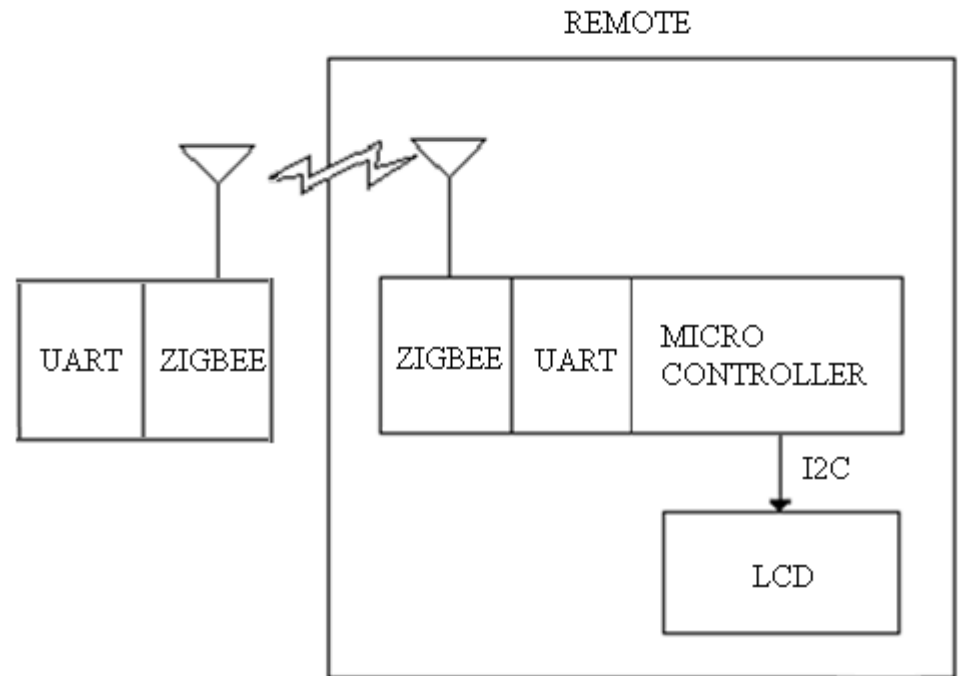 REMOTE
UART
ZIGBEE
ZIGBEE
UART
MICRO
CONTROLLER
I2C
LCD